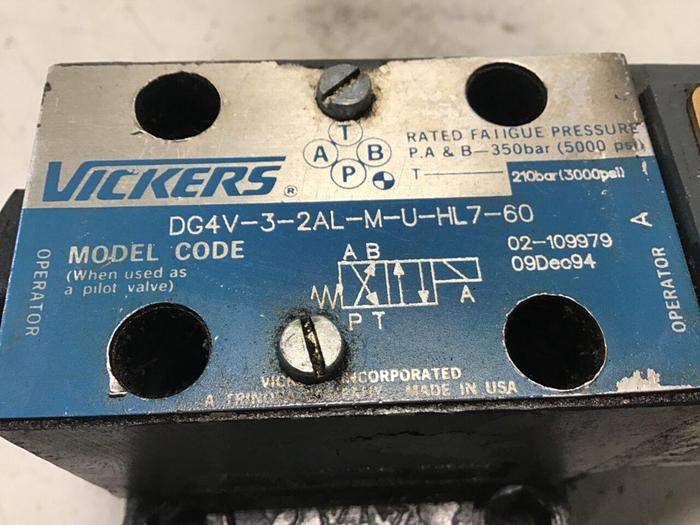 T
A B
P
RATED FATIGUE PRESSURE
P.A & B-350bar (5000 psi)
T 210bar(3000psi)
VICKERS ®
DG4V-3-2AL-M-U-HL7-60
OPERATOR
MODEL CODE
(When used as
a pilot valve)
A B
A
P T
02-109979
09Dec94
OPERATOR A
INCORPORATED
A MADE IN USA